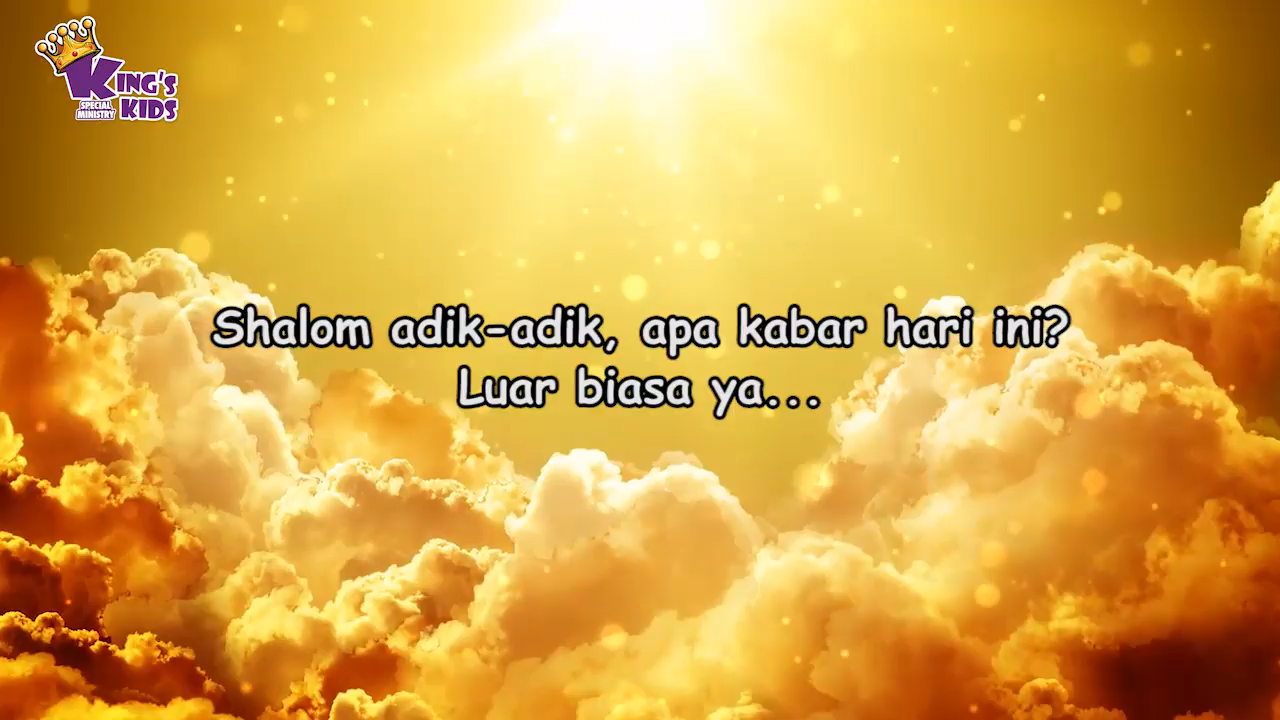 KING'S
SPECIAL
MINISTRY
KIDS
Shalom adik-adik, apa kabar hari ini?
Luar biasa ya...